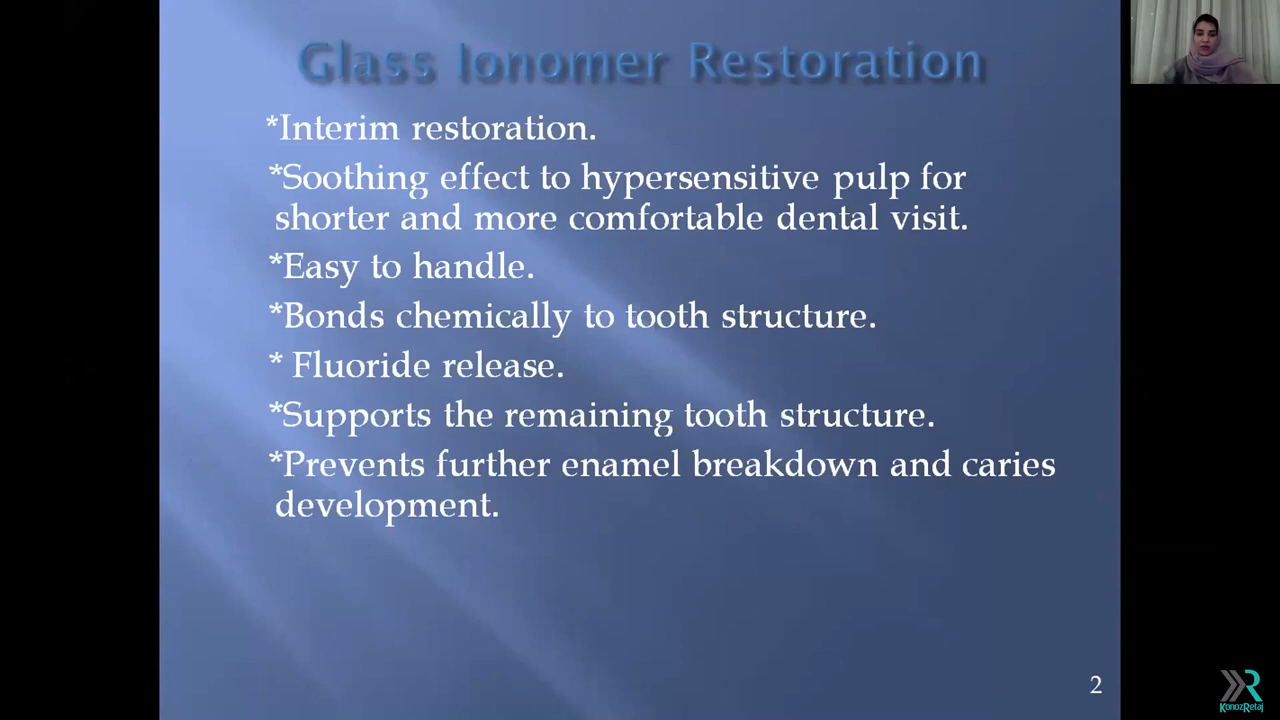 Glass Ionomer Restoration
*Interim restoration.
*Soothing effect to hypersensitive pulp for
shorter and more comfortable dental visit.
*Easy to handle.
*Bonds chemically to tooth structure.
* Fluoride release.
*Supports the remaining tooth structure.
*Prevents further enamel breakdown and caries
development.
2
KonozRetaj